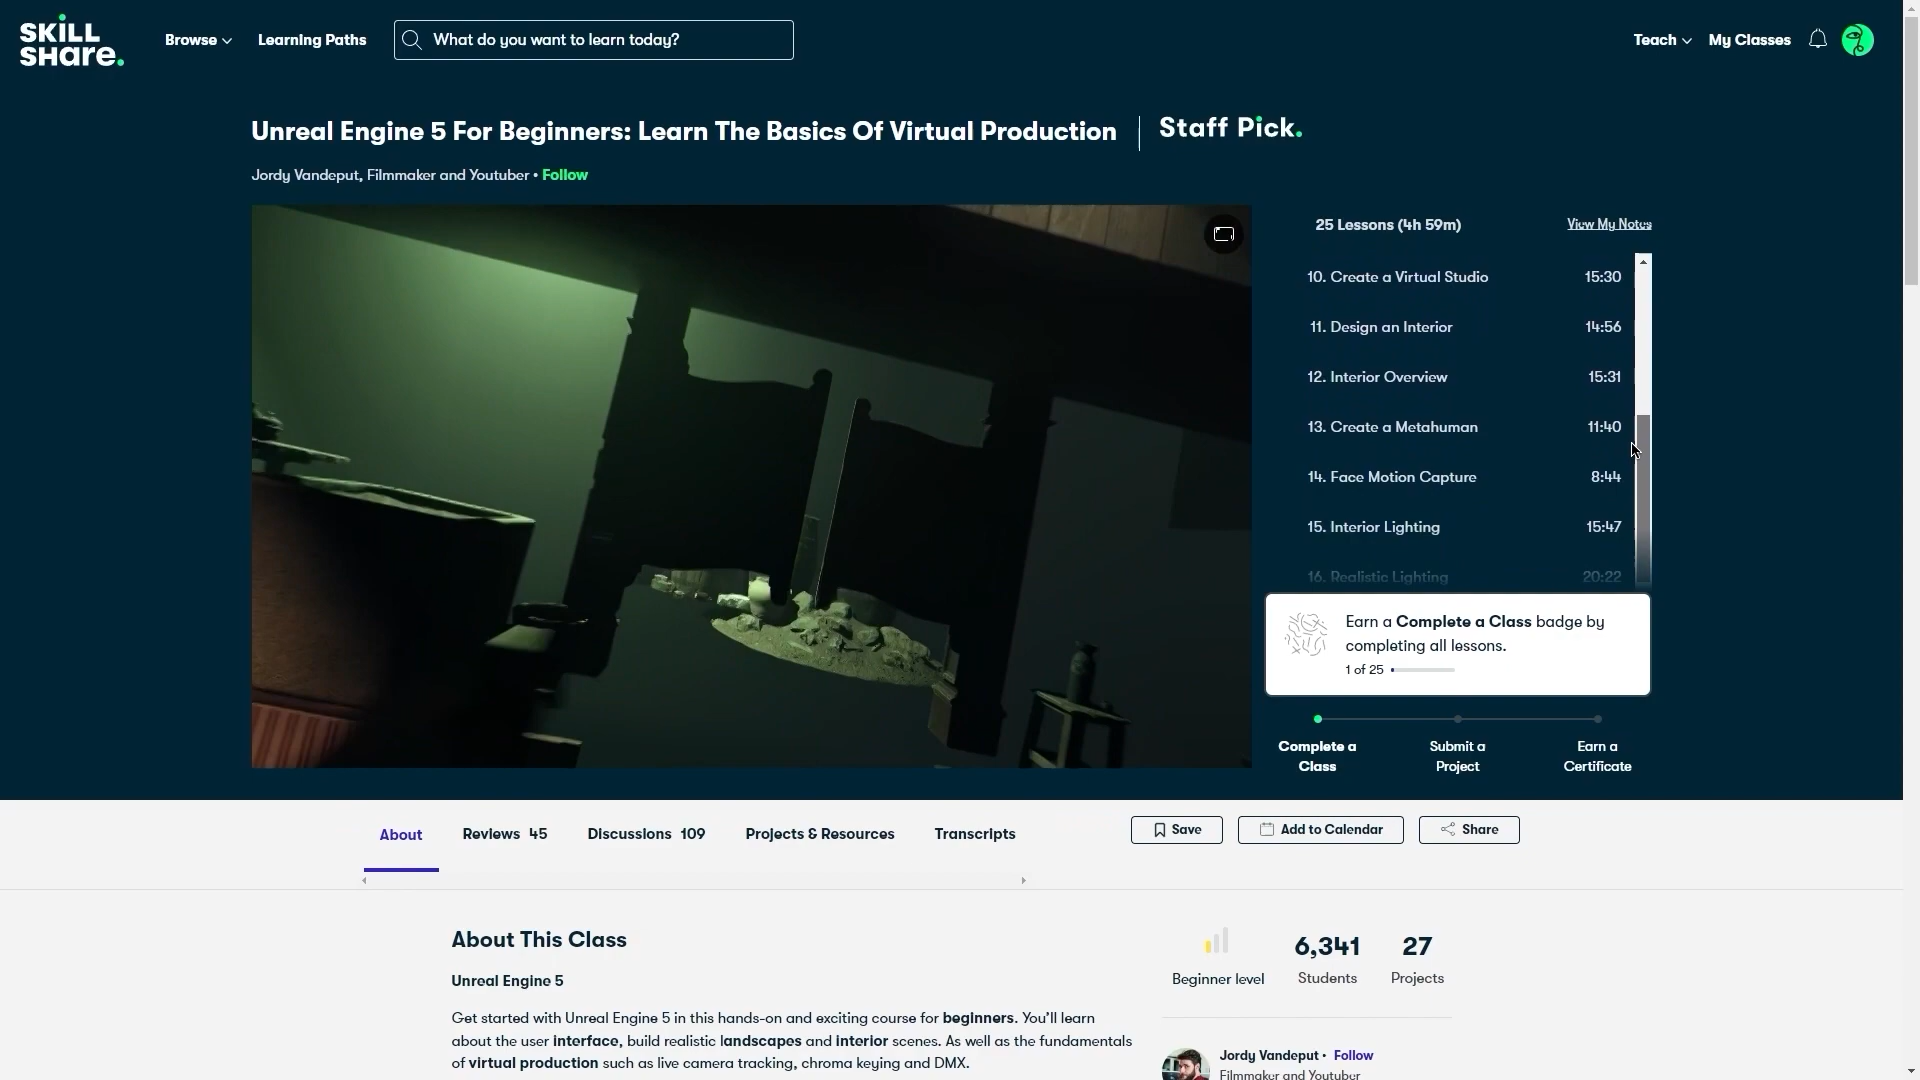 SKILL
SHare.
Browse
Learning Paths
What do you want to learn today?
Teach
My Classes
Unreal Engine 5 For Beginners: Learn The Basics Of Virtual Production
Staff Pick.
Jordy Vandeput, Filmmaker and Youtuber • Follow
25 Lessons (4h 59m)
View My Notes
10. Create a Virtual Studio 15:30
11. Design an Interior 14:56
12. Interior Overview 15:31
13. Create a Metahuman 11:40
14. Face Motion Capture 8:44
15. Interior Lighting 15:47
16. Realistic Lighting 20:22
Earn a Complete a Class badge by
completing all lessons.
1 of 25
Complete a
Class
Submit a
Project
Earn a
Certificate
About
Reviews 45
Discussions 109
Projects & Resources
Transcripts
Save
Add to Calendar
Share
About This Class
Unreal Engine 5
Get started with Unreal Engine 5 in this hands-on and exciting course for beginners. You'll learn
about the user interface, build realistic landscapes and interior scenes. As well as the fundamentals
of virtual production such as live camera tracking, chroma keying and DMX.
Beginner level
6,341
Students
27
Projects
Jordy Vandeput • Follow
Filmmaker and Youtuber